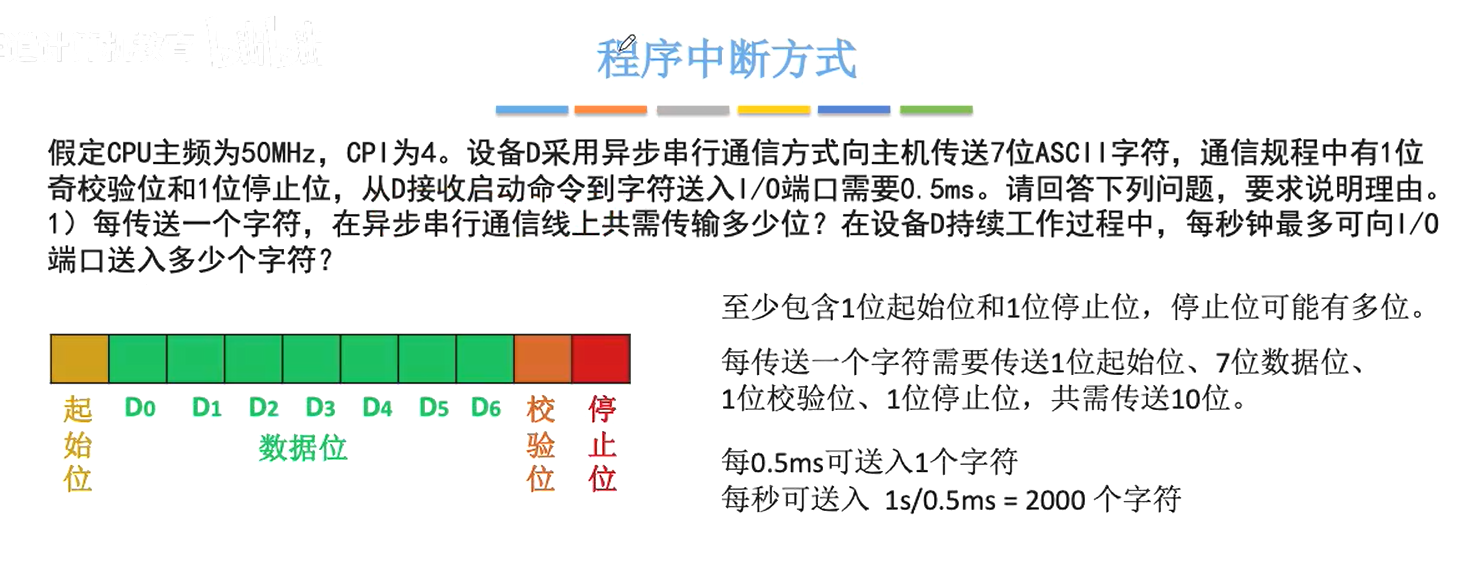 程序中断方式
假定CPU主频为50MHz，CPI为4。设备D采用异步串行通信方式向主机传送7位ASCII字符，通信规程中有1位
奇校验位和1位停止位，从D接收启动命令到字符送入I/O端口需要0.5ms。请回答下列问题，要求说明理由。
1）每传送一个字符，在异步串行通信线上共需传输多少位？在设备D持续工作过程中，每秒钟最多可向I/O
端口送入多少个字符？
至少包含1位起始位和1位停止位，停止位可能有多位。
每传送一个字符需要传送1位起始位、7位数据位、
1位校验位、1位停止位，共需传送10位。
每0.5ms可送入1个字符
每秒可送入 1s/0.5ms = 2000 个字符
起始位
D0 D1 D2 D3 D4 D5 D6
数据位
校验位
停止位